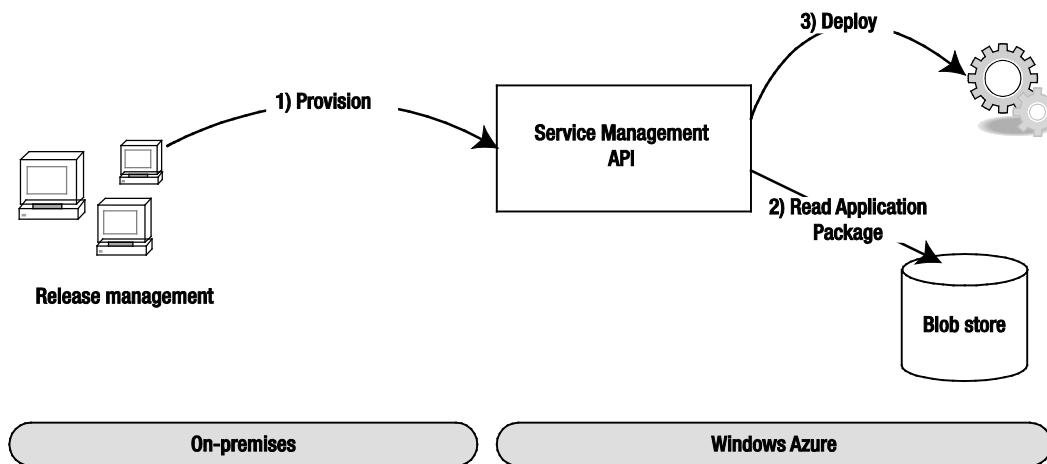 3) Deploy
1) Provision
Service Management
API
2) Read Application
Package
Release management
Blob store
On-premises
Windows Azure